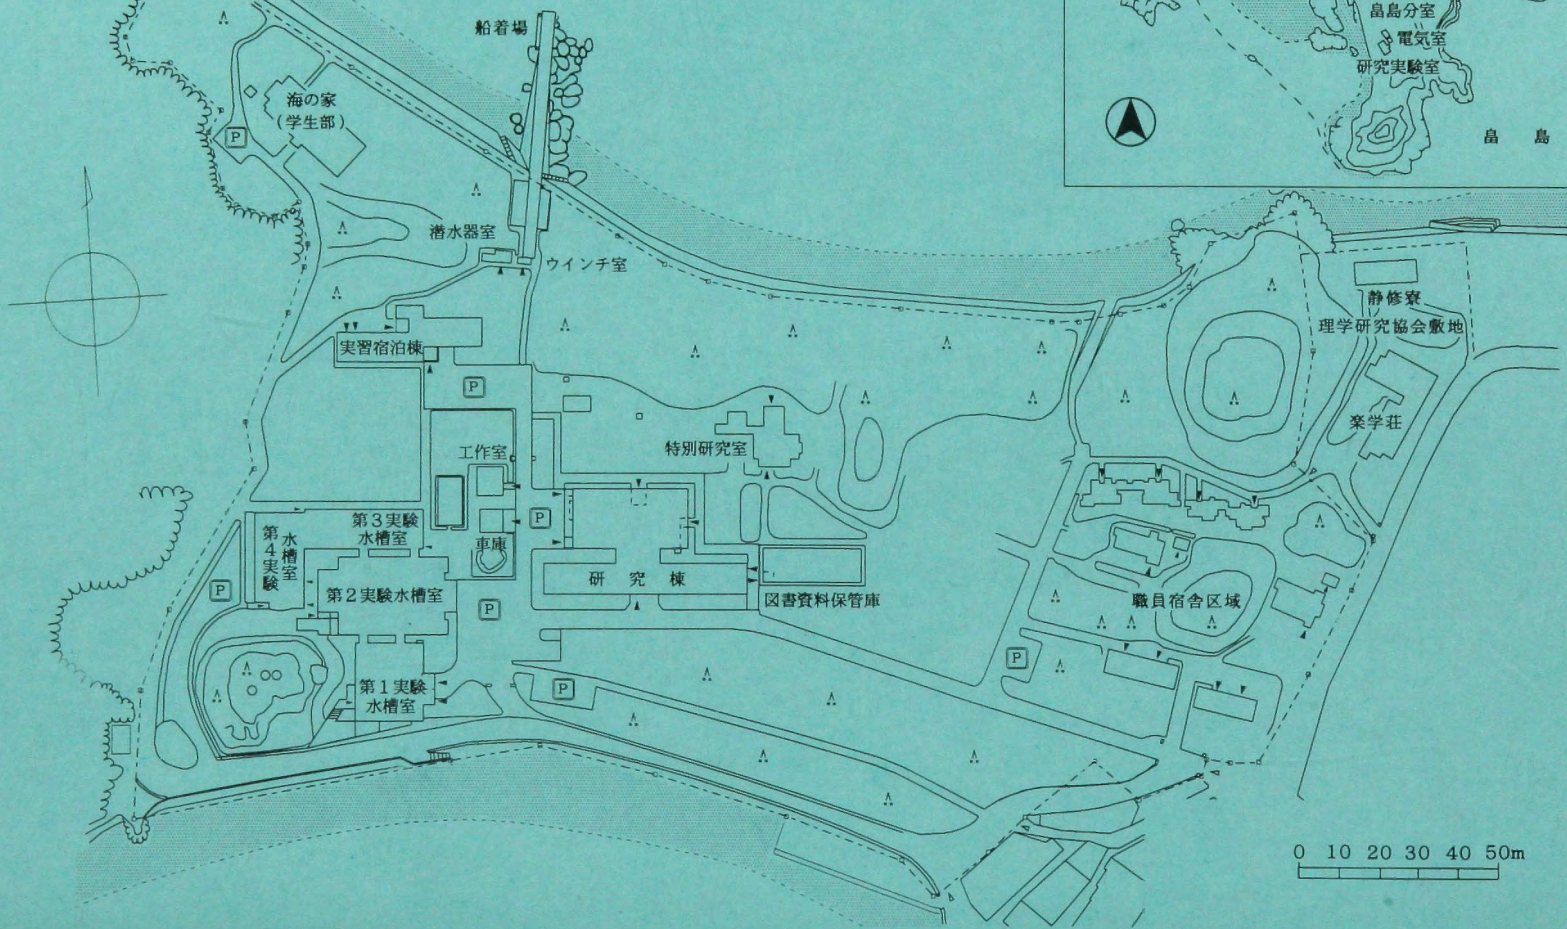 船着場
畠島分室
電気室
研究実験室
畠島
海の家
(学生部)
P
潜水器室
ウインチ室
静修寮
理学研究協会敷地
実習宿泊棟
P
楽学荘
特別研究室
工作室
P
第3実験
水槽室
第4実験
水槽室
車庫
研究棟
P
第2実験水槽室
P
図書資料保管庫
職員宿舎区域
P
第1実験
水槽室
P
0 10 20 30 40 50m